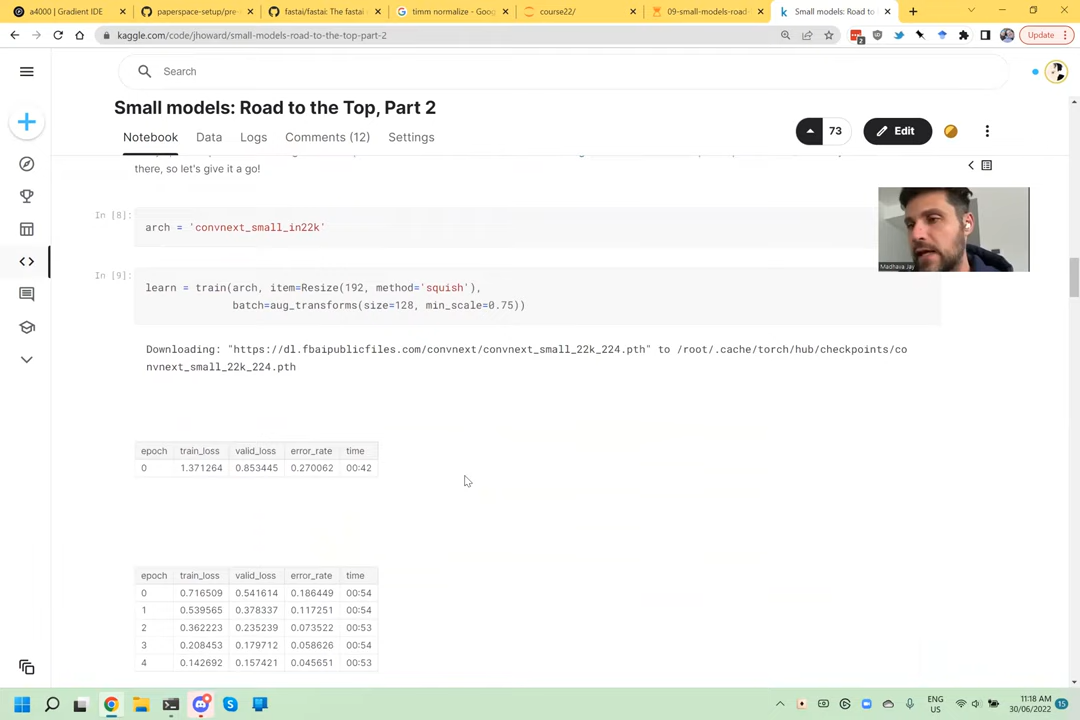 a4000 | Gradient IDE
paperspace-setup/pre-
fastai/fastai: The fastai
timm normalize - Goo
course22/
09-small-models-road-
Small models: Road to
kaggle.com/code/jhoward/small-models-road-to-the-top-part-2
2
Update
Search
Small models: Road to the Top, Part 2
Notebook
Data
Logs
Comments (12)
Settings
73
Edit
there, so let's give it a go!
In [8]:
arch = 'convnext_small_in22k'
In [9]:
learn = train(arch, item=Resize(192, method='squish'),
batch=aug_transforms(size=128, min_scale=0.75))
Madhava Jay
Downloading: "https://dl.fbaipublicfiles.com/convnext/convnext_small_22k_224.pth" to /root/.cache/torch/hub/checkpoints/co
nvnext_small_22k_224.pth
epoch train_loss valid_loss error_rate time
0 1.371264 0.853445 0.270062 00:42
epoch train_loss valid_loss error_rate time
0 0.716509 0.541614 0.186449 00:54
1 0.539565 0.378337 0.117251 00:54
2 0.362223 0.235239 0.073522 00:53
3 0.208453 0.179712 0.058626 00:54
4 0.142692 0.157421 0.045651 00:53
ENG
US
11:18 AM
30/06/2022
15